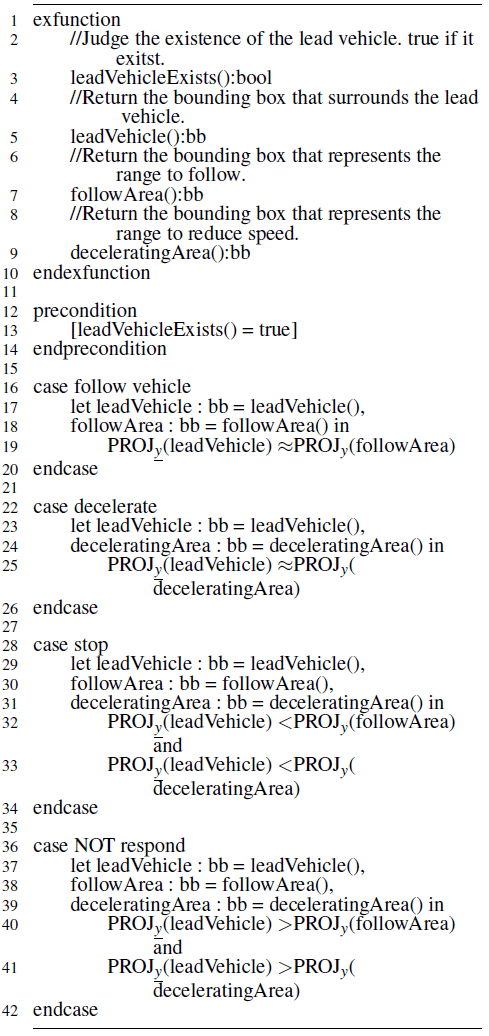 1 exfunction
2 //Judge the existence of the lead vehicle. true if it
exitst.
3 leadVehicleExists():bool
4 //Return the bounding box that surrounds the lead
vehicle.
5 leadVehicle():bb
6 //Return the bounding box that represents the
range to follow.
7 followArea():bb
8 //Return the bounding box that represents the
range to reduce speed.
9 deceleratingArea():bb
10 endexfunction
11
12 precondition
13 [leadVehicleExists() = true]
14 endprecondition
15
16 case follow vehicle
17 let leadVehicle : bb = leadVehicle(),
18 followArea : bb = followArea() in
19 PROJ_y(leadVehicle) ≈PROJ_y(followArea)
20 endcase
21
22 case decelerate
23 let leadVehicle : bb = leadVehicle(),
24 deceleratingArea : bb = deceleratingArea() in
25 PROJ_y(leadVehicle) ≈PROJ_y(
deceleratingArea)
26 endcase
27
28 case stop
29 let leadVehicle : bb = leadVehicle(),
30 followArea : bb = followArea(),
31 deceleratingArea : bb = deceleratingArea() in
32 PROJ_y(leadVehicle) <PROJ_y(followArea)
and
33 PROJ_y(leadVehicle) <PROJ_y(
deceleratingArea)
34 endcase
35
36 case NOT respond
37 let leadVehicle : bb = leadVehicle(),
38 followArea : bb = followArea(),
39 deceleratingArea : bb = deceleratingArea() in
40 PROJ_y(leadVehicle) >PROJ_y(followArea)
and
41 PROJ_y(leadVehicle) >PROJ_y(
deceleratingArea)
42 endcase